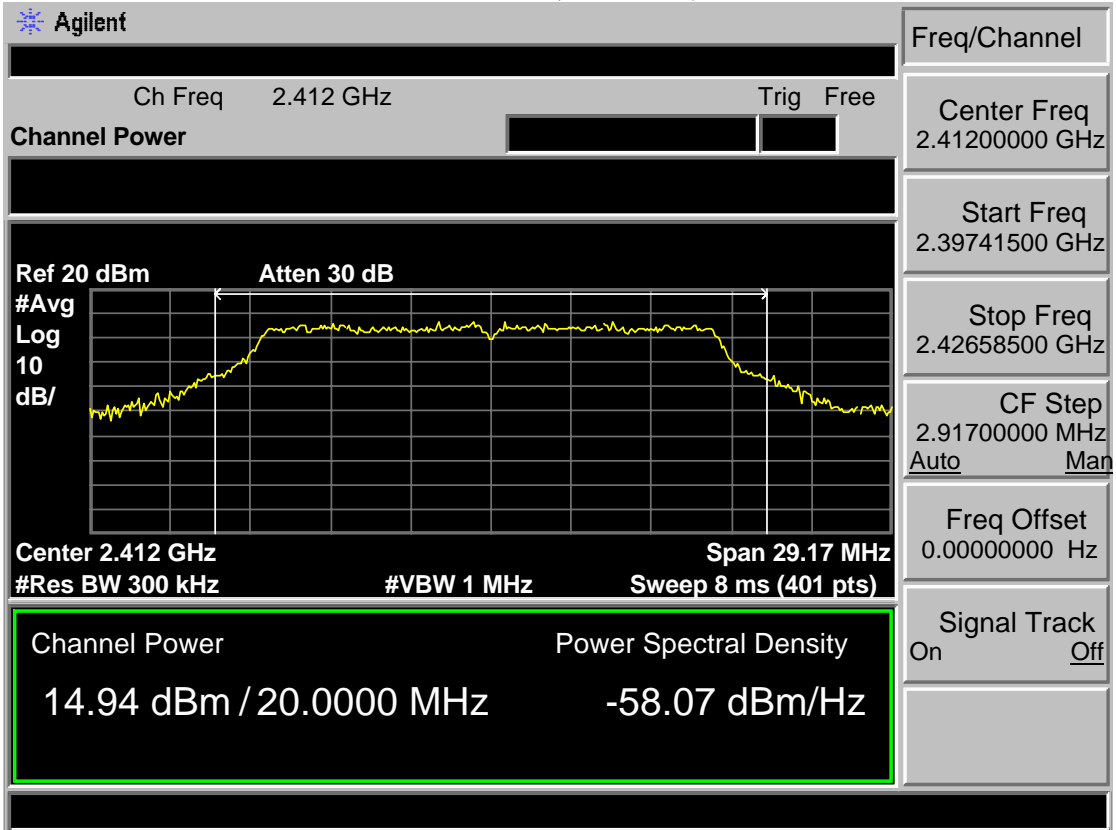 Agilent
Freq/Channel
Ch Freq 2.412 GHz Trig Free
Channel Power
Center Freq
2.41200000 GHz
Start Freq
2.39741500 GHz
Stop Freq
2.42658500 GHz
CF Step
2.91700000 MHz
Auto Man
Freq Offset
0.00000000 Hz
Signal Track
On Off
Ref 20 dBm Atten 30 dB
#Avg
Log
10
dB/
Center 2.412 GHz Span 29.17 MHz
#Res BW 300 kHz #VBW 1 MHz Sweep 8 ms (401 pts)
Channel Power Power Spectral Density
14.94 dBm / 20.0000 MHz -58.07 dBm/Hz